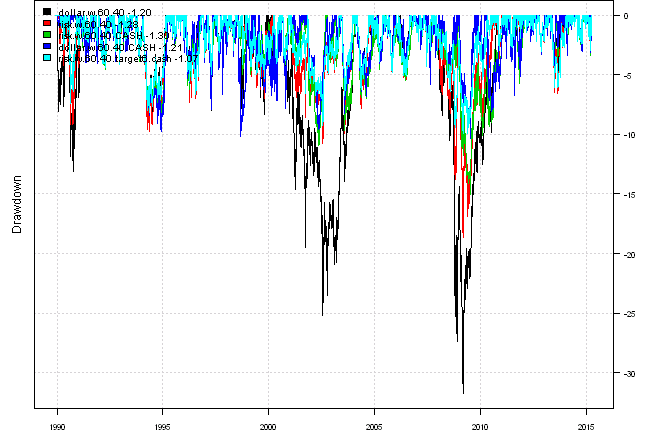 dollar.w.60.40 -1.20
risk.w.60.40 -1.28
risk.w.60.40.CASH -1.30
dollar.w.60.40.CASH -1.21
risk.w.60.40.target6.cash -1.07
Drawdown
0
-5
-10
-15
-20
-25
-30
1990
1995
2000
2005
2010
2015